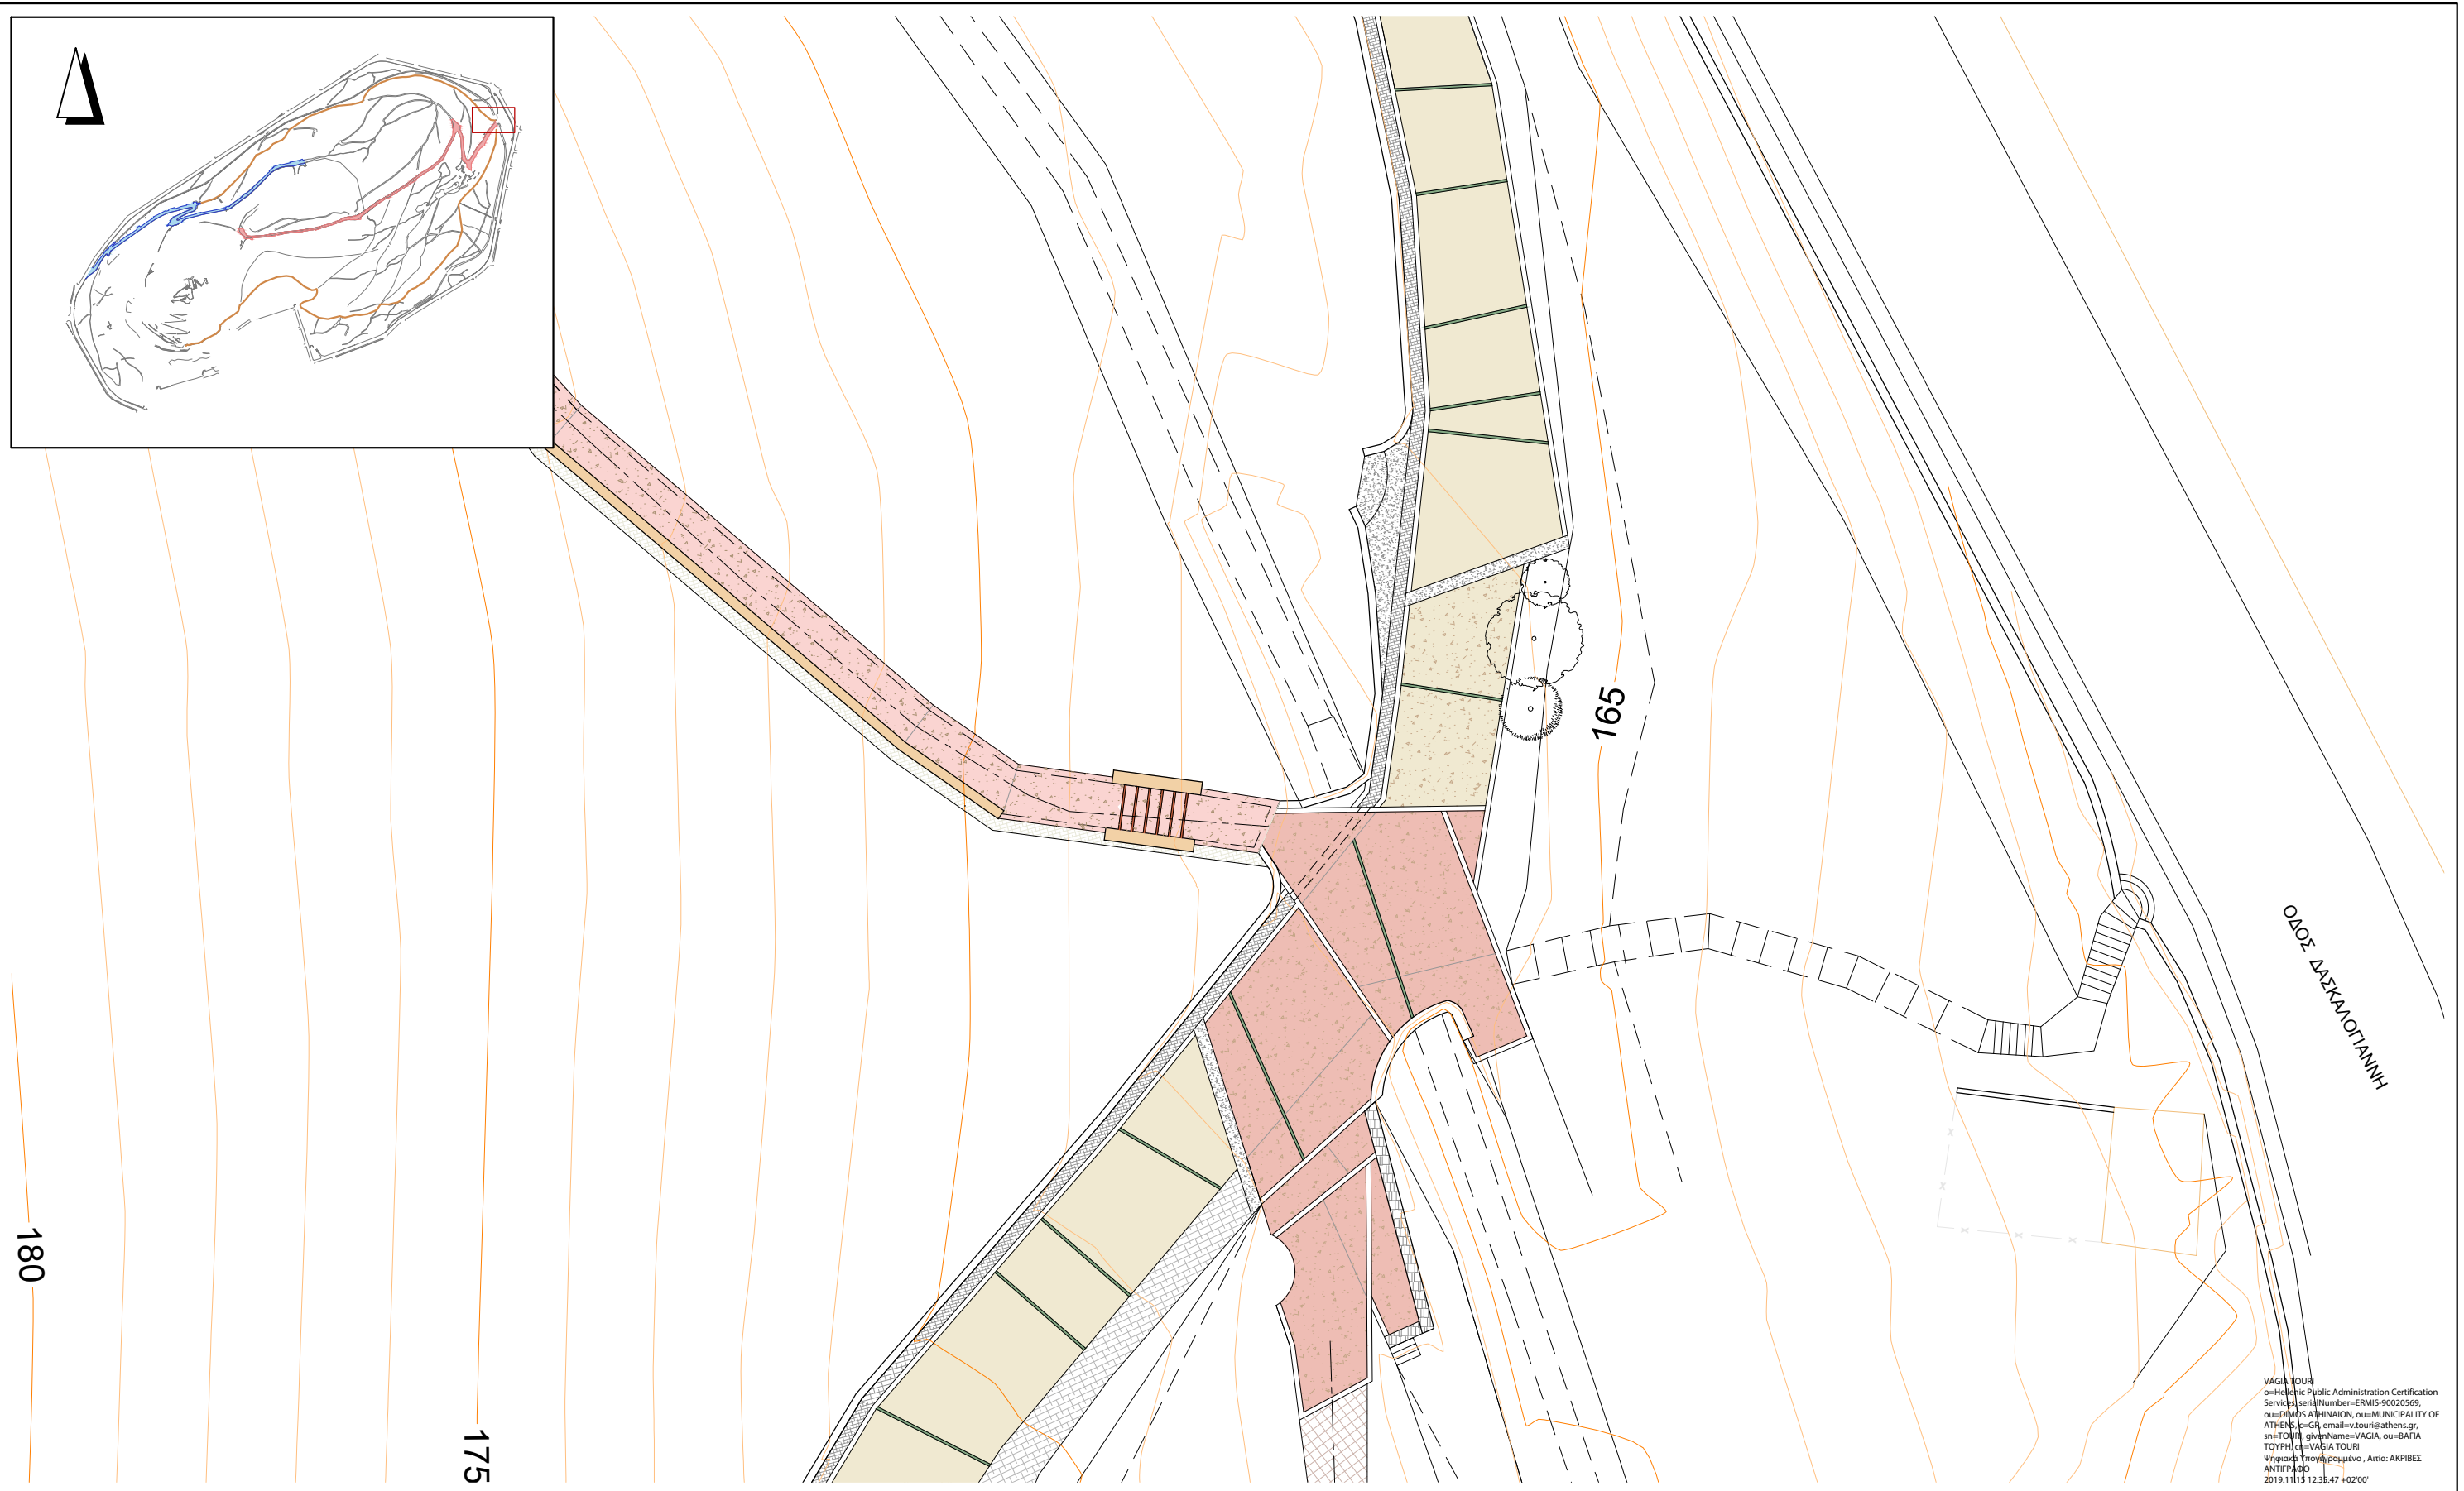 165
ΟΔΟΣ ΔΑΣΚΑΛΟΓΙΑΝΝΗ
180
175
VAGIA TOURI
o=Hellenic Public Administration Certification
Services, serialNumber=ERMIS-90020569,
ou=DIMOS ATHINAION, ou=MUNICIPALITY OF
ATHENS, c=GR, email=v.touri@athens.gr,
sn=TOURI, givenName=VAGIA, ou=ΒΑΓΙΑ
ΤΟΥΡΗ, cn=VAGIA TOURI
Ψηφιακά Υπογεγραμμένο , Αιτία: ΑΚΡΙΒΕΣ
ΑΝΤΙΓΡΑΦΟ
2019.11.15 12:35:47 +02'00'